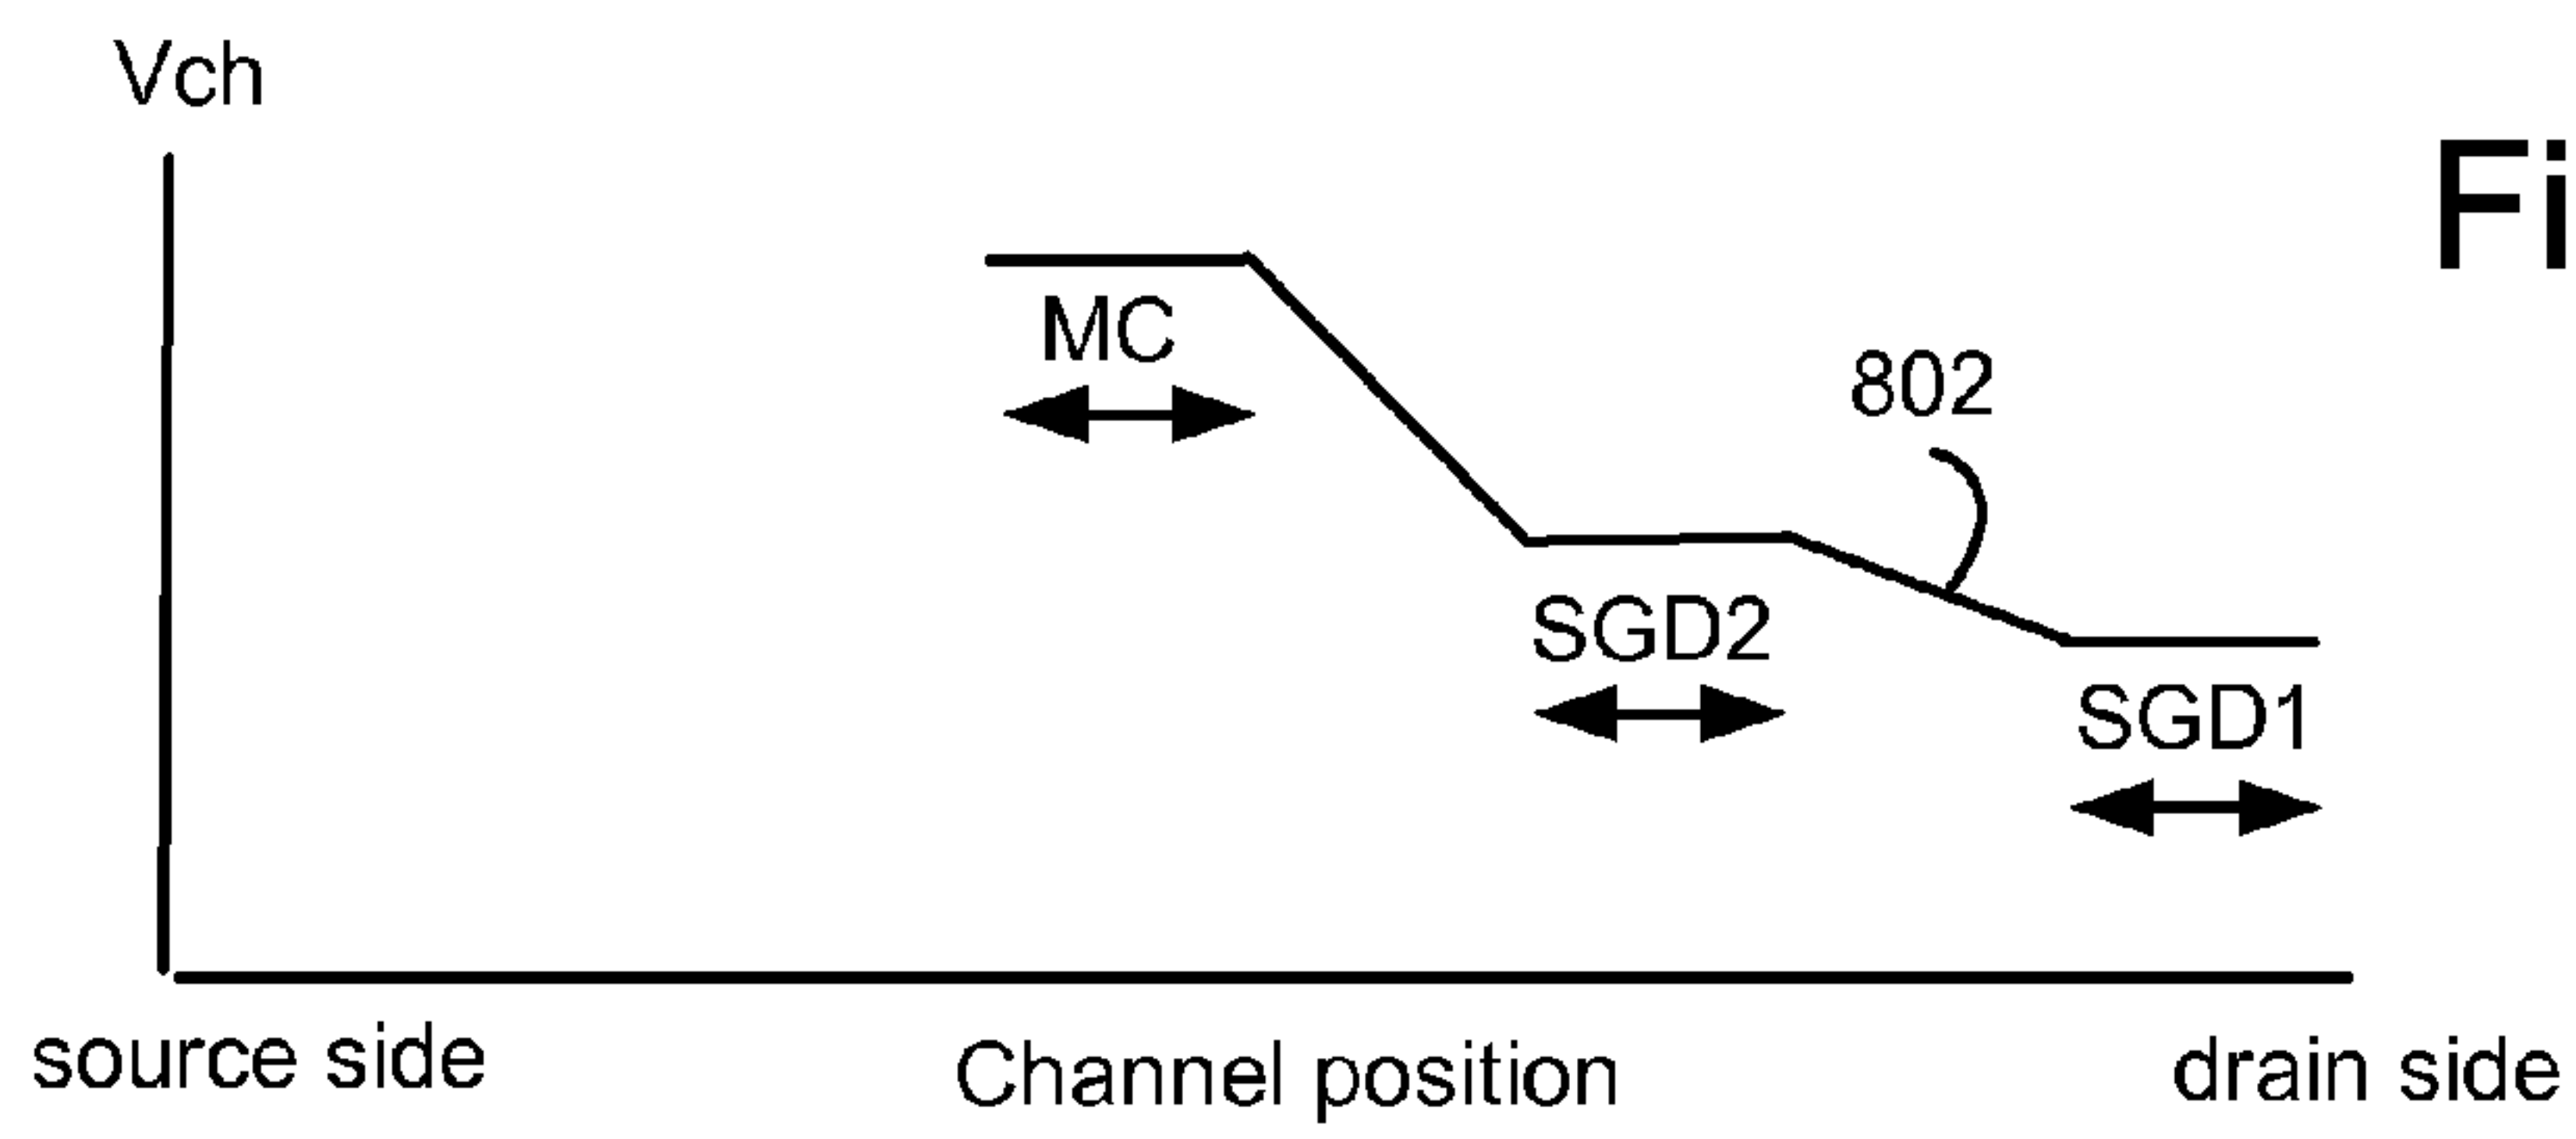 Vch
Fi
MC
802
SGD2
SGD1
source side
Channel position
drain side